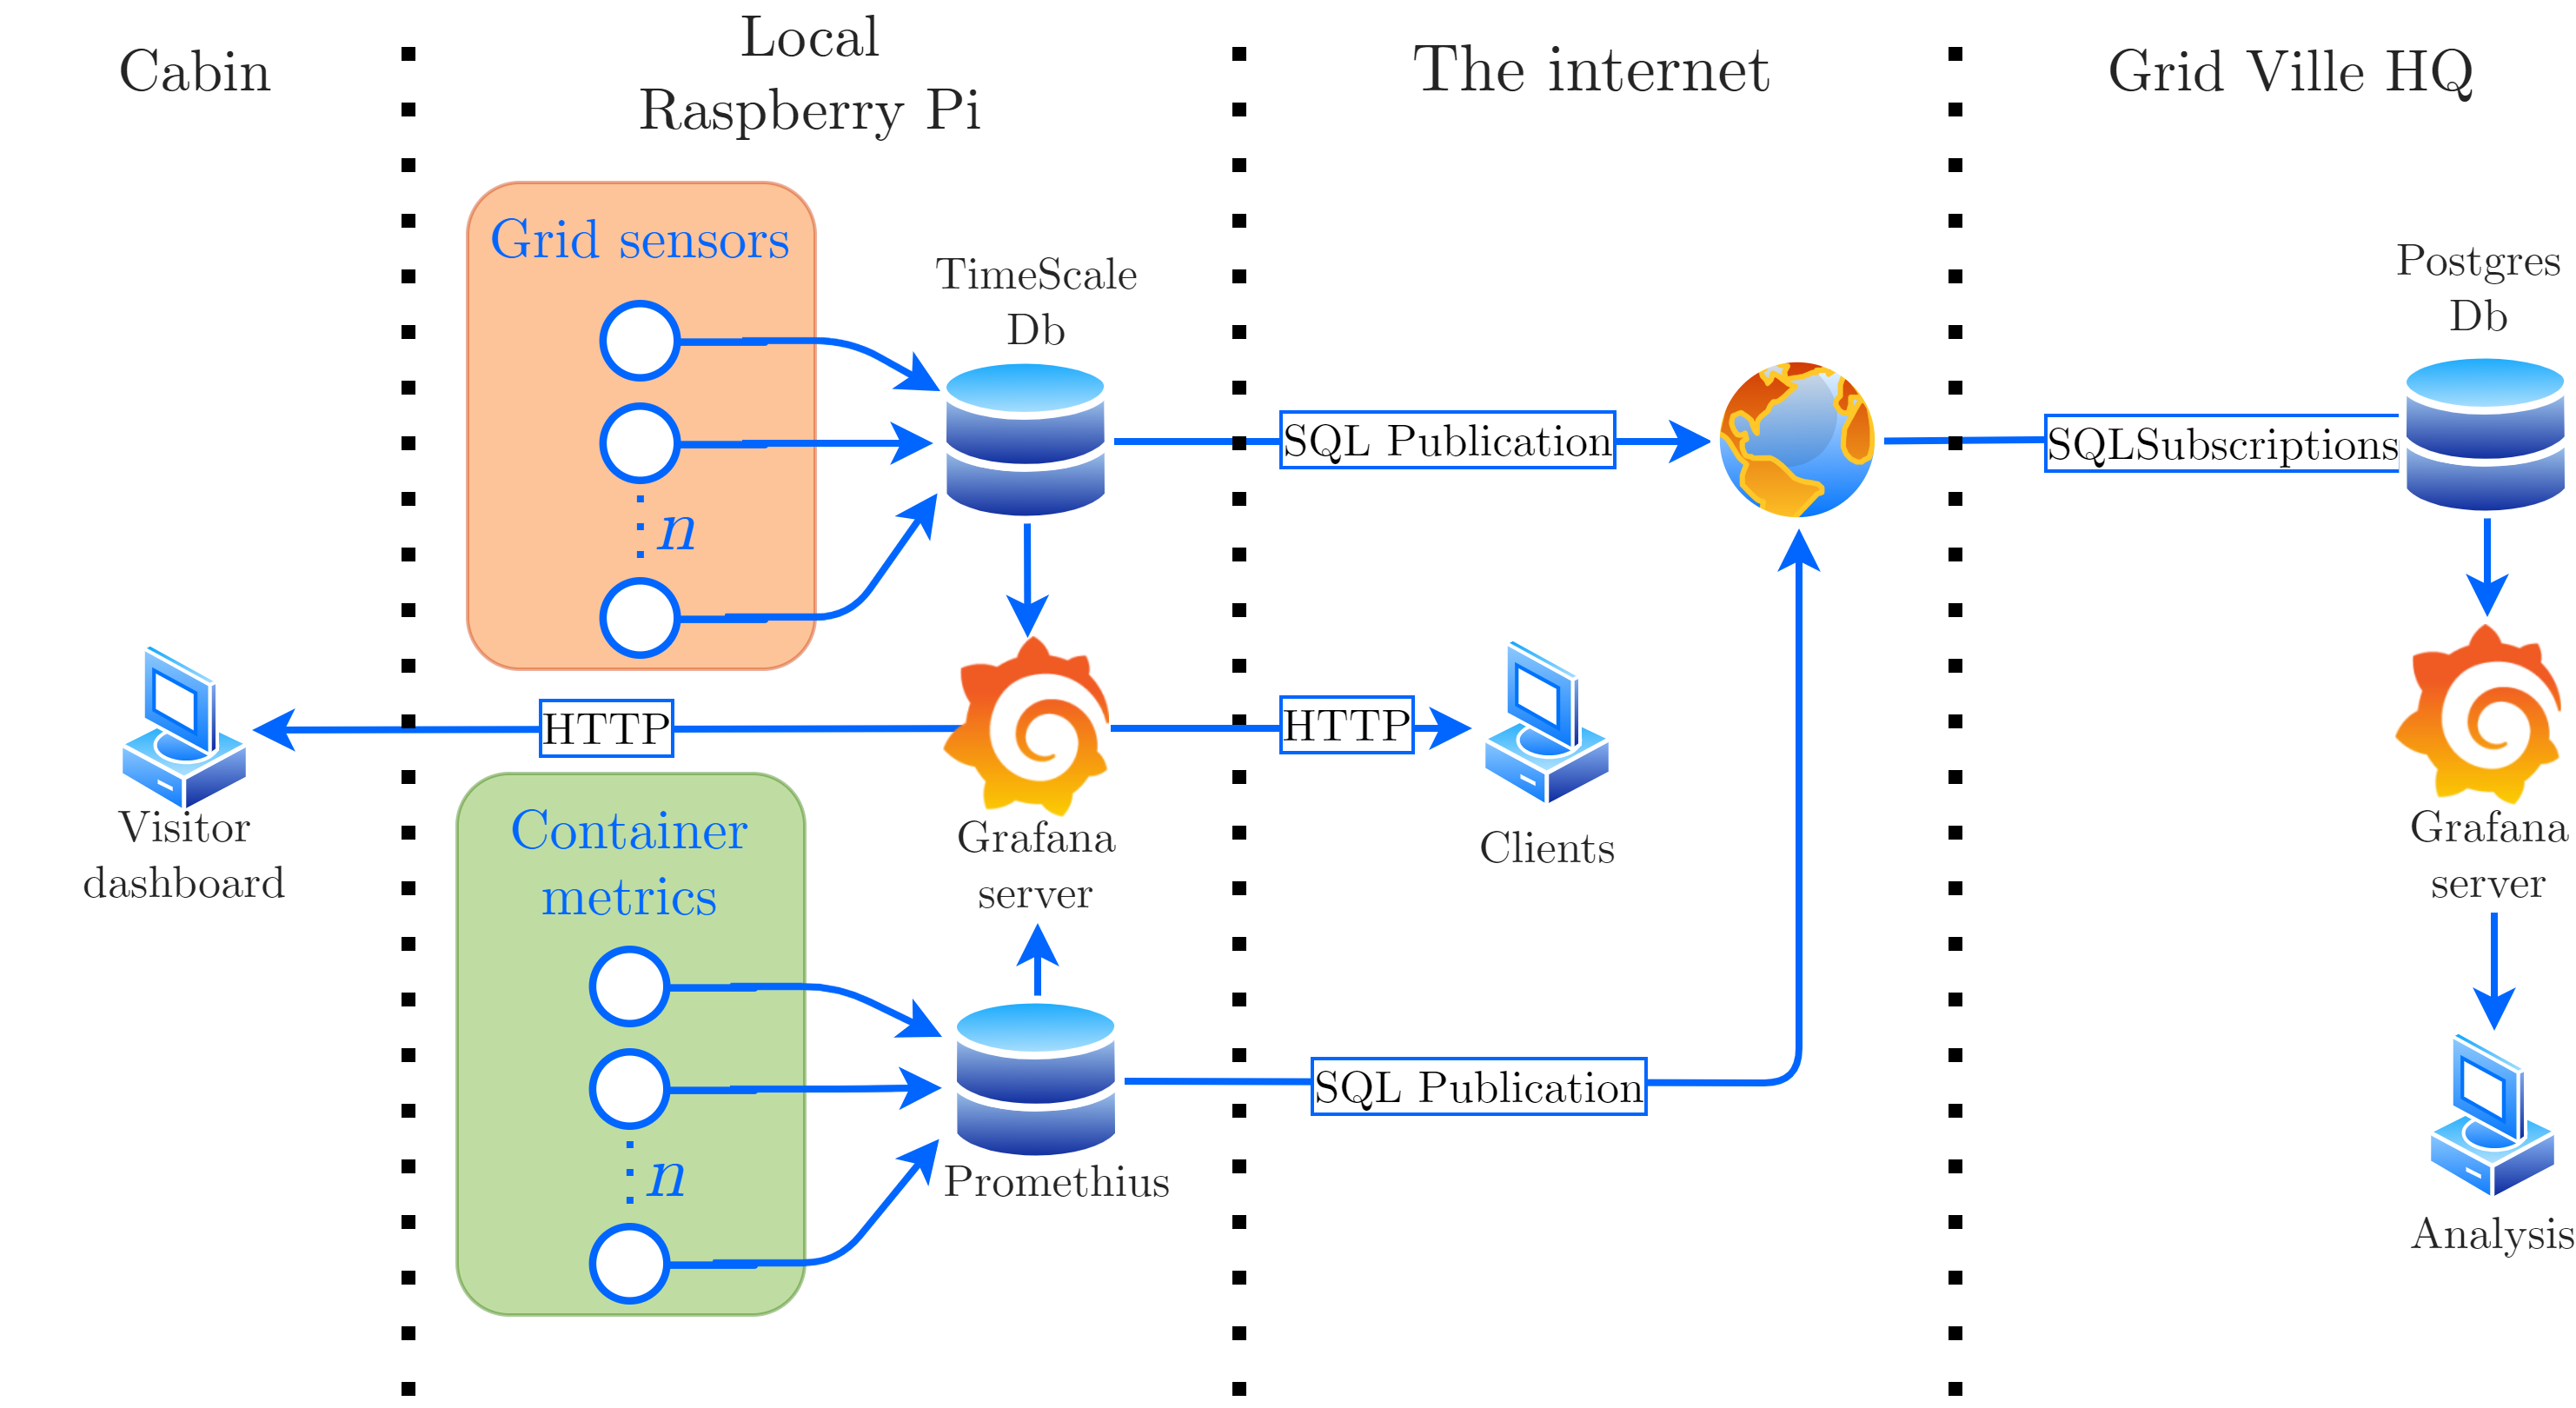 Cabin
Local
Raspberry Pi
The internet
Grid Ville HQ
Grid sensors
n
TimeScale
Db
SQL Publication
SQLSubscriptions
Postgres
Db
HTTP
HTTP
Visitor
dashboard
Grafana
server
Clients
Grafana
server
Container
metrics
n
Promethius
SQL Publication
Analysis